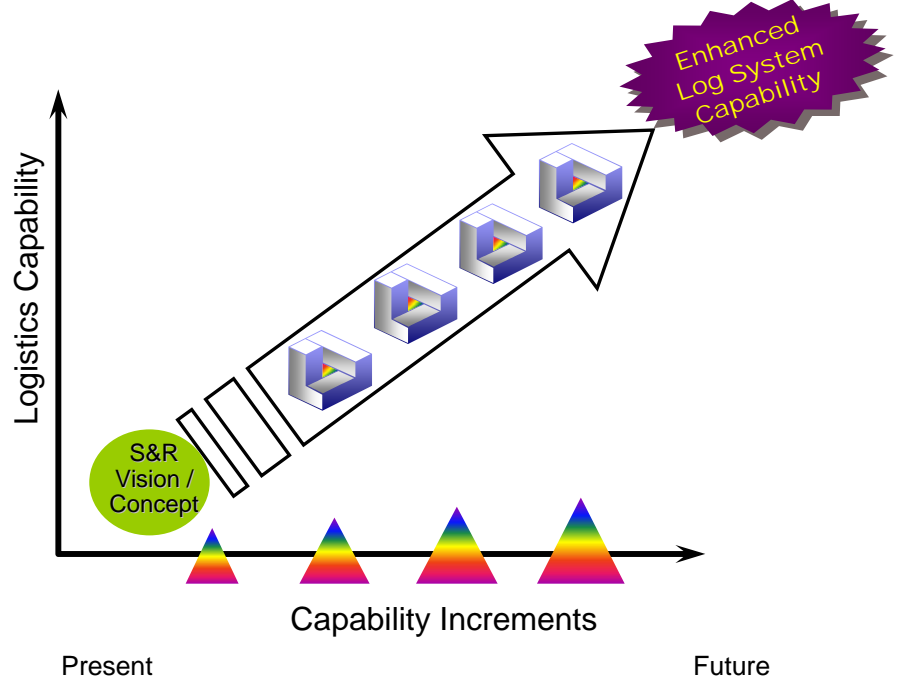 Enhanced
Log System
Capability
Logistics Capability
S&R
Vision /
Concept
Capability Increments
Present
Future